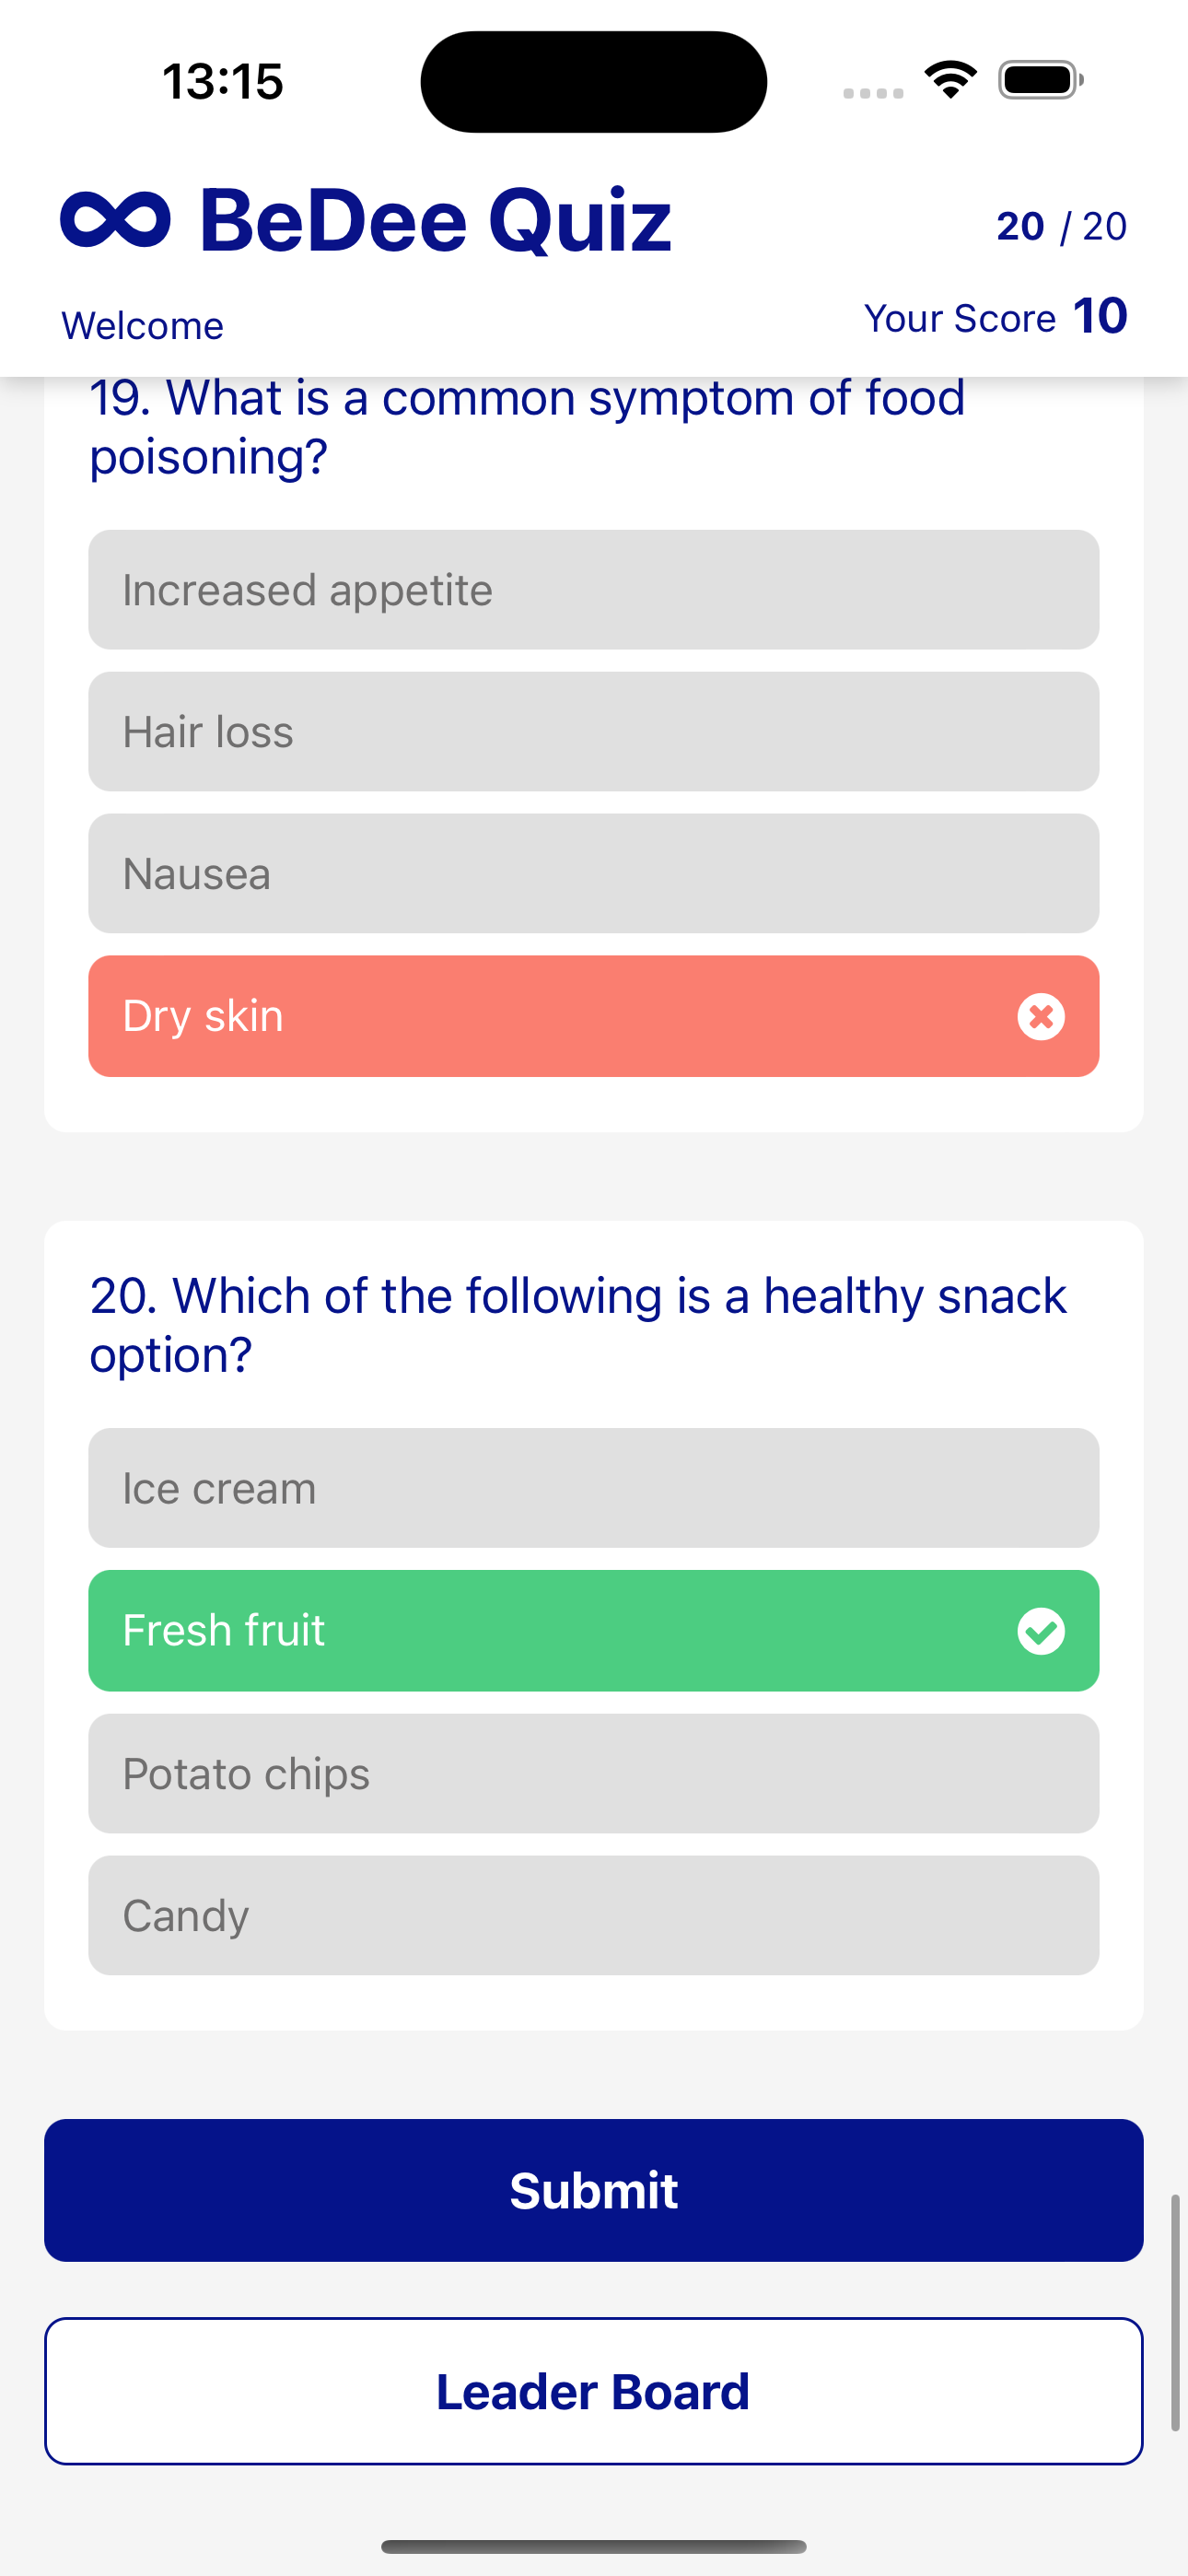 13:15
BeDee Quiz
20 / 20
Welcome
Your Score 10
19. What is a common symptom of food
poisoning?
Increased appetite
Hair loss
Nausea
Dry skin
20. Which of the following is a healthy snack
option?
Ice cream
Fresh fruit
Potato chips
Candy
Submit
Leader Board